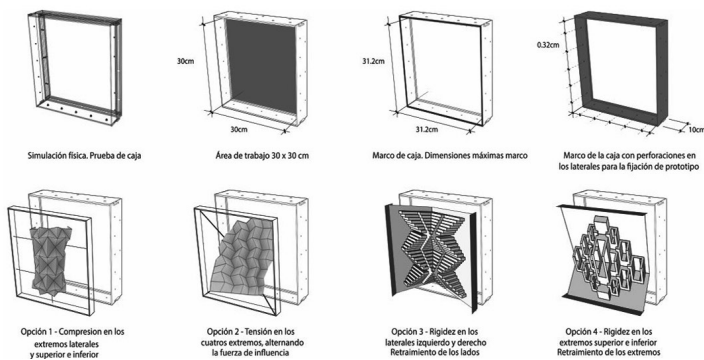 30cm
30cm
31.2cm
31.2cm
0.32cm
10cm
Simulación física. Prueba de caja
Área de trabajo 30 x 30 cm
Marco de caja. Dimensiones máximas marco
Marco de la caja con perforaciones en
los laterales para la fijación de prototipo
Opción 1 - Compresion en los
extremos laterales
y superior e inferior
Opción 2 - Tensión en los
cuatros extremos, alternando
la fuerza de influencia
Opción 3 - Rigidez en los
laterales izquierdo y derecho
Retraimiento de los lados
Opción 4 - Rigidez en los
extremos superior e inferior
Retraimiento de los extremos